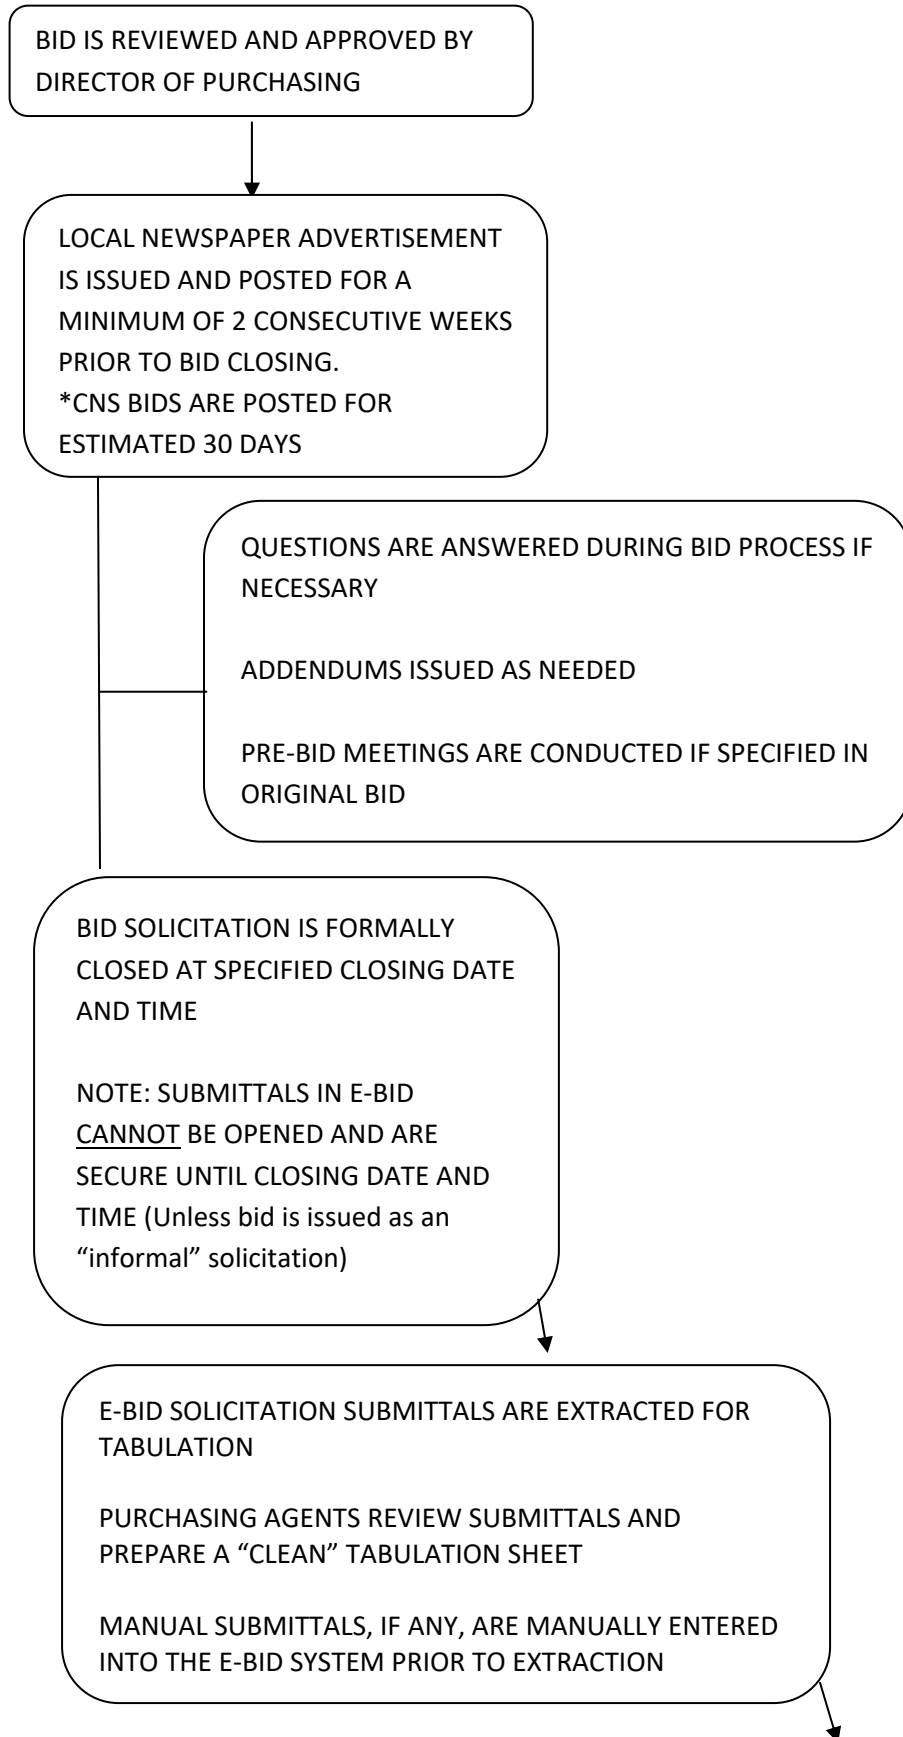 BID IS REVIEWED AND APPROVED BY
DIRECTOR OF PURCHASING
LOCAL NEWSPAPER ADVERTISEMENT
IS ISSUED AND POSTED FOR A
MINIMUM OF 2 CONSECUTIVE WEEKS
PRIOR TO BID CLOSING.
*CNS BIDS ARE POSTED FOR
ESTIMATED 30 DAYS
QUESTIONS ARE ANSWERED DURING BID PROCESS IF
NECESSARY
ADDENDUMS ISSUED AS NEEDED
PRE-BID MEETINGS ARE CONDUCTED IF SPECIFIED IN
ORIGINAL BID
BID SOLICITATION IS FORMALLY
CLOSED AT SPECIFIED CLOSING DATE
AND TIME
NOTE: SUBMITTALS IN E-BID
CANNOT BE OPENED AND ARE
SECURE UNTIL CLOSING DATE AND
TIME (Unless bid is issued as an
“informal” solicitation)
E-BID SOLICITATION SUBMITTALS ARE EXTRACTED FOR
TABULATION
PURCHASING AGENTS REVIEW SUBMITTALS AND
PREPARE A “CLEAN” TABULATION SHEET
MANUAL SUBMITTALS, IF ANY, ARE MANUALLY ENTERED
INTO THE E-BID SYSTEM PRIOR TO EXTRACTION